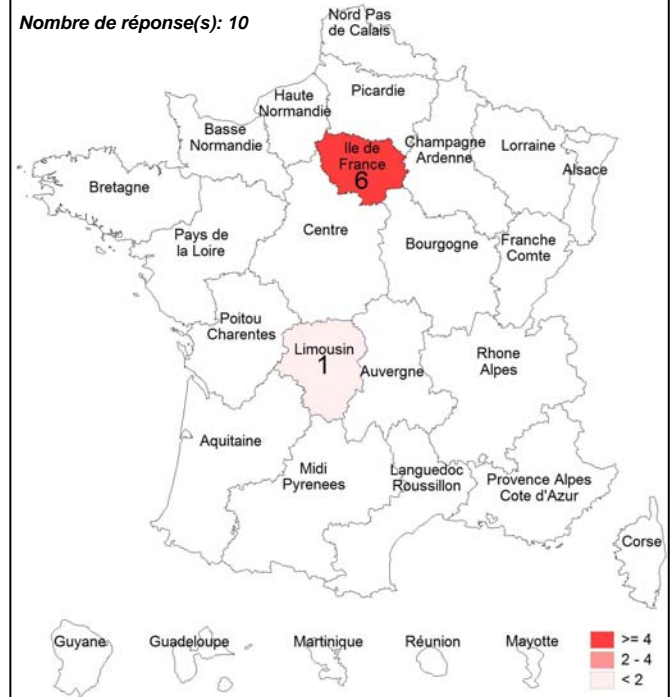 Nombre de réponse(s): 10
Nord Pas
de Calais
Picardie
Haute
Normandie
Basse
Normandie
Ile de
France
6
Champagne
Ardenne
Lorraine
Alsace
Bretagne
Pays de
la Loire
Centre
Bourgogne
Franche
Comte
Poitou
Charentes
Limousin
1
Auvergne
Rhone
Alpes
Aquitaine
Midi
Pyrenees
Languedoc
Roussillon
Provence Alpes
Cote d'Azur
Corse
Guyane
Guadeloupe
Martinique
Réunion
Mayotte
>= 4
2 - 4
< 2